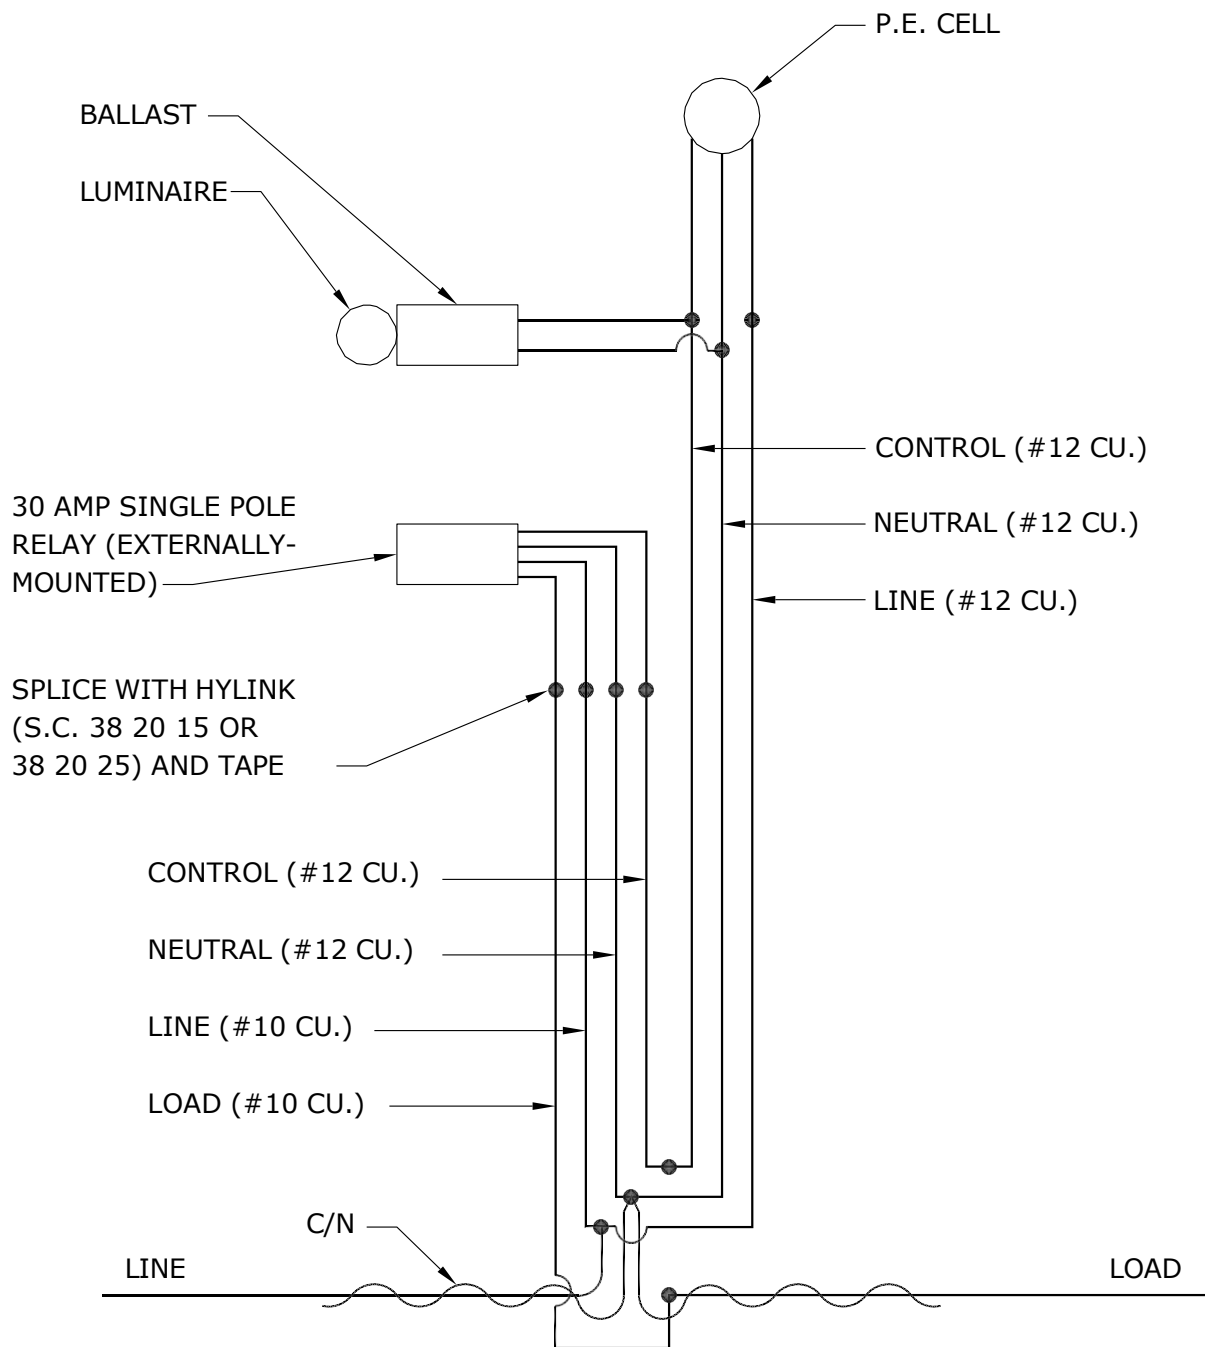 P.E. CELL
BALLAST
LUMINAIRE
CONTROL (#12 CU.)
30 AMP SINGLE POLE
RELAY (EXTERNALLY-
MOUNTED)
NEUTRAL (#12 CU.)
LINE (#12 CU.)
SPLICE WITH HYLINK
(S.C. 38 20 15 OR
38 20 25) AND TAPE
CONTROL (#12 CU.)
NEUTRAL (#12 CU.)
LINE (#10 CU.)
LOAD (#10 CU.)
C/N
LINE
LOAD